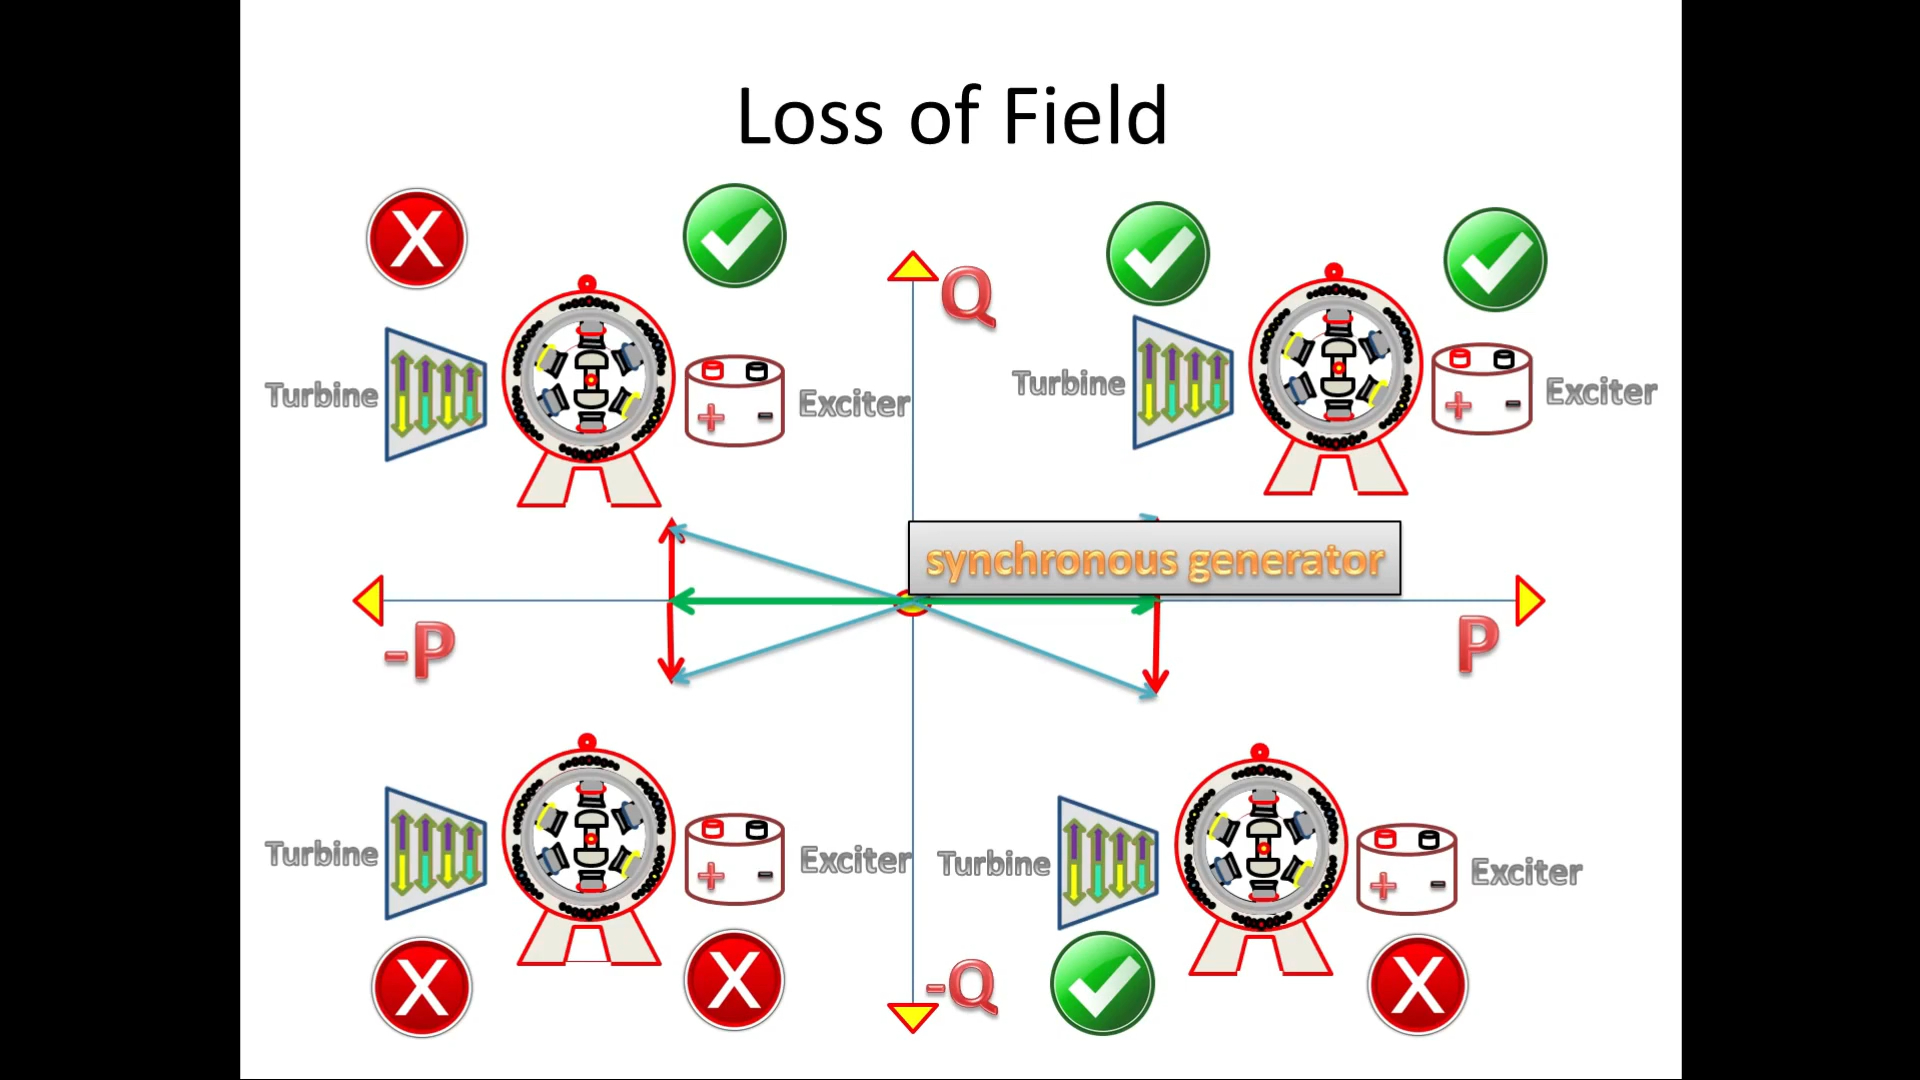 Loss of Field
X
Q
Turbine
+ -
Exciter
Turbine
+ -
Exciter
synchronous generator
-P
P
Turbine
+ -
Exciter
Turbine
+ -
Exciter
X
X
-Q
X